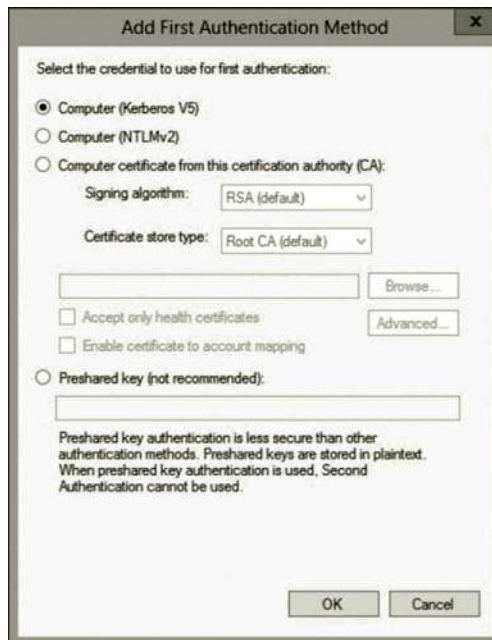 Add First Authentication Method
x
Select the credential to use for first authentication:
Computer (Kerberos V5)
Computer (NTLMv2)
Computer certificate from this certification authority (CA):
Signing algorithm: RSA (default)
Certificate store type: Root CA (default)
Browse...
Accept only health certificates
Advanced...
Enable certificate to account mapping
Preshared key (not recommended):
Preshared key authentication is less secure than other
authentication methods. Preshared keys are stored in plaintext.
When preshared key authentication is used, Second
Authentication cannot be used.
OK Cancel